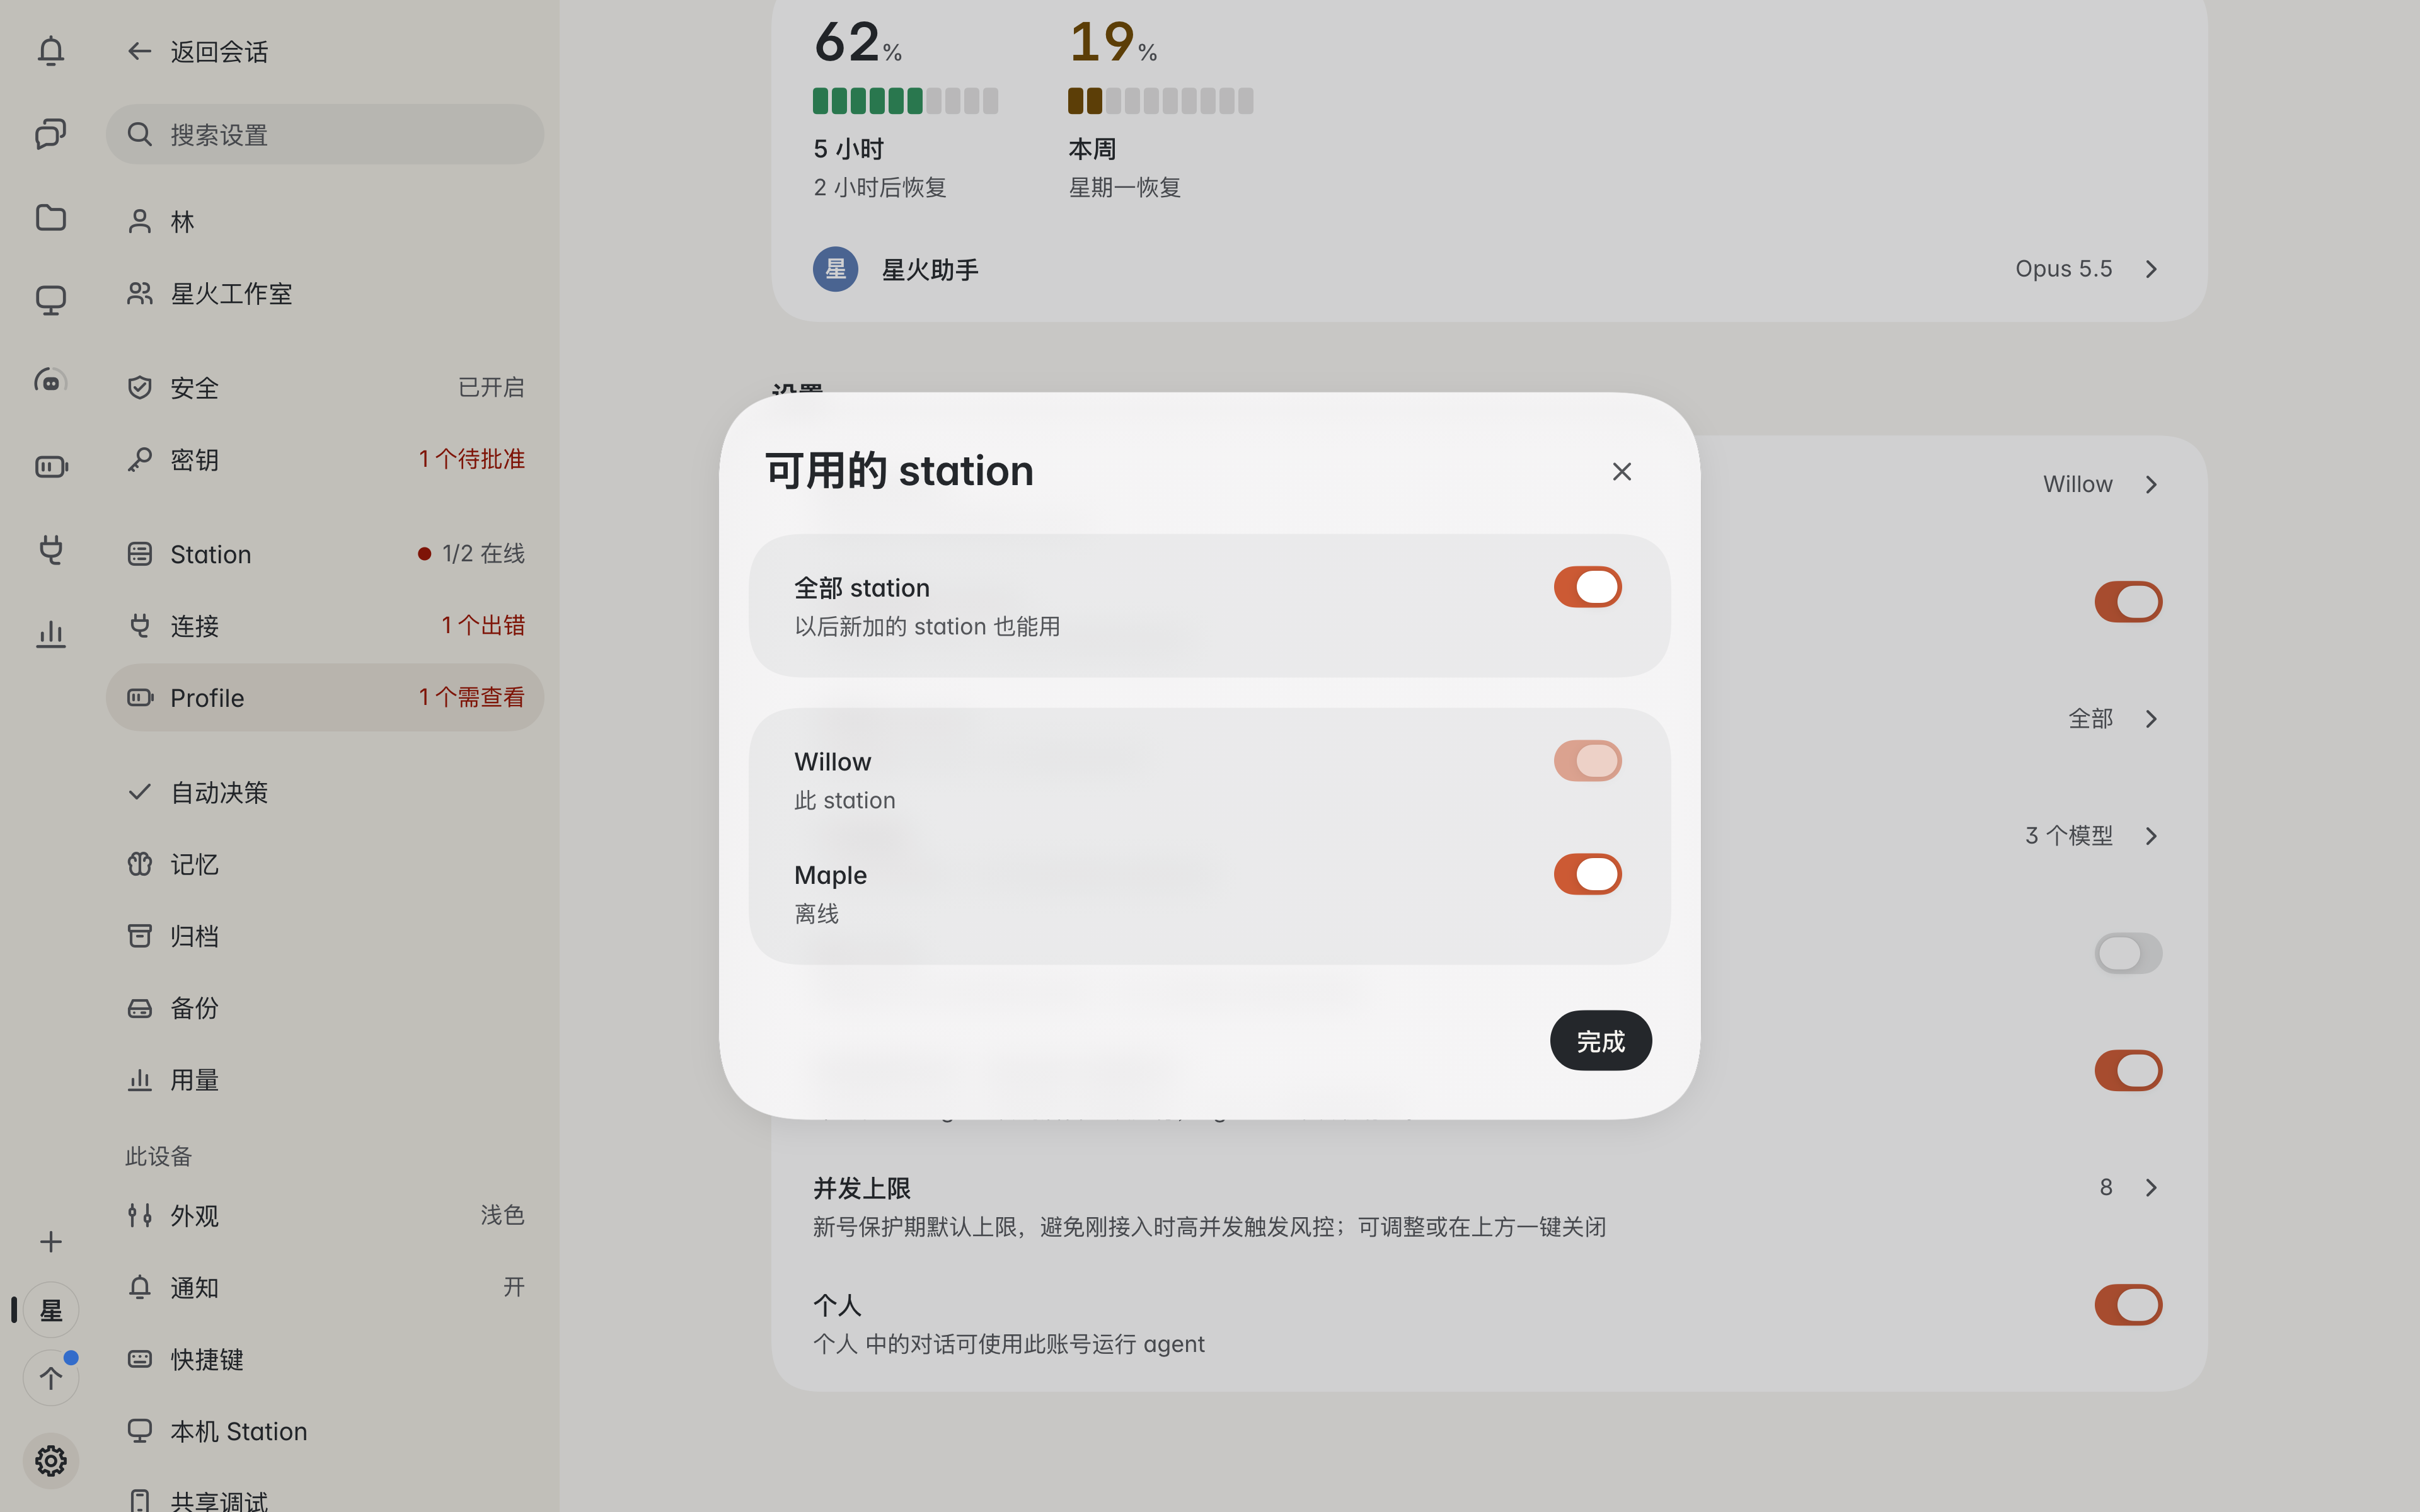 返回会话
搜索设置
林
星火工作室
安全 已开启
密钥 1 个待批准
Station 1/2 在线
连接 1 个出错
Profile 1 个需查看
自动决策
记忆
归档
备份
用量
此设备
外观 浅色
通知 开
快捷键
本机 Station
共享调试
星
个
62%
5 小时
2 小时后恢复
19%
本周
星期一恢复
星 星火助手 Opus 5.5
设置
Willow
全部
3 个模型
可用的 station
全部 station
以后新加的 station 也能用
Willow
此 station
Maple
离线
完成
并发上限 8
新号保护期默认上限，避免刚接入时高并发触发风控；可调整或在上方一键关闭
个人
个人 中的对话可使用此账号运行 agent